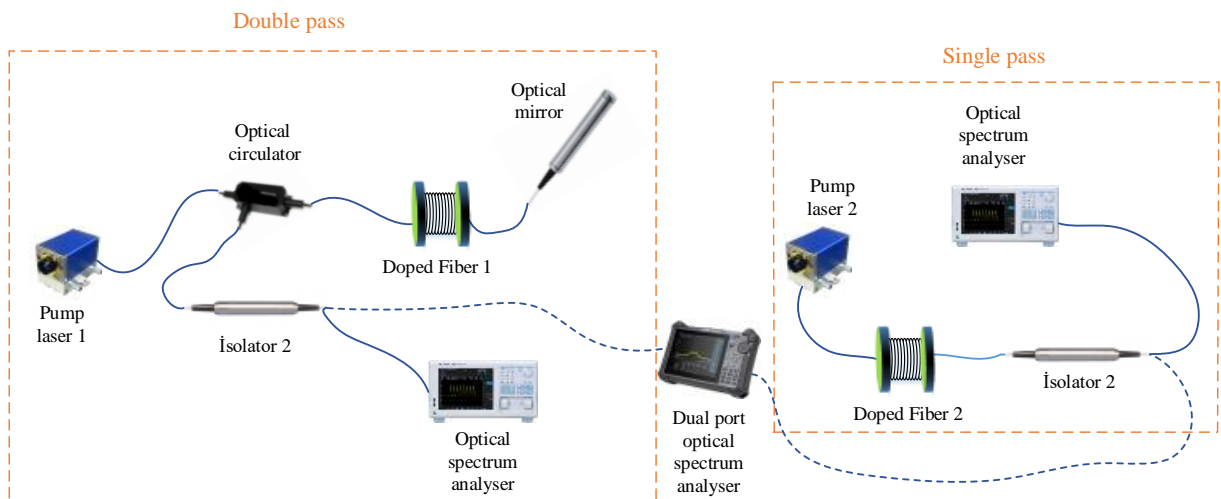 Double pass
Single pass
Optical
mirror
Optical
circulator
Doped Fiber 1
Pump
laser 1
İsolator 2
Optical
spectrum
analyser
Dual port
optical
spectrum
analyser
Optical
spectrum
analyser
Pump
laser 2
Doped Fiber 2
İsolator 2